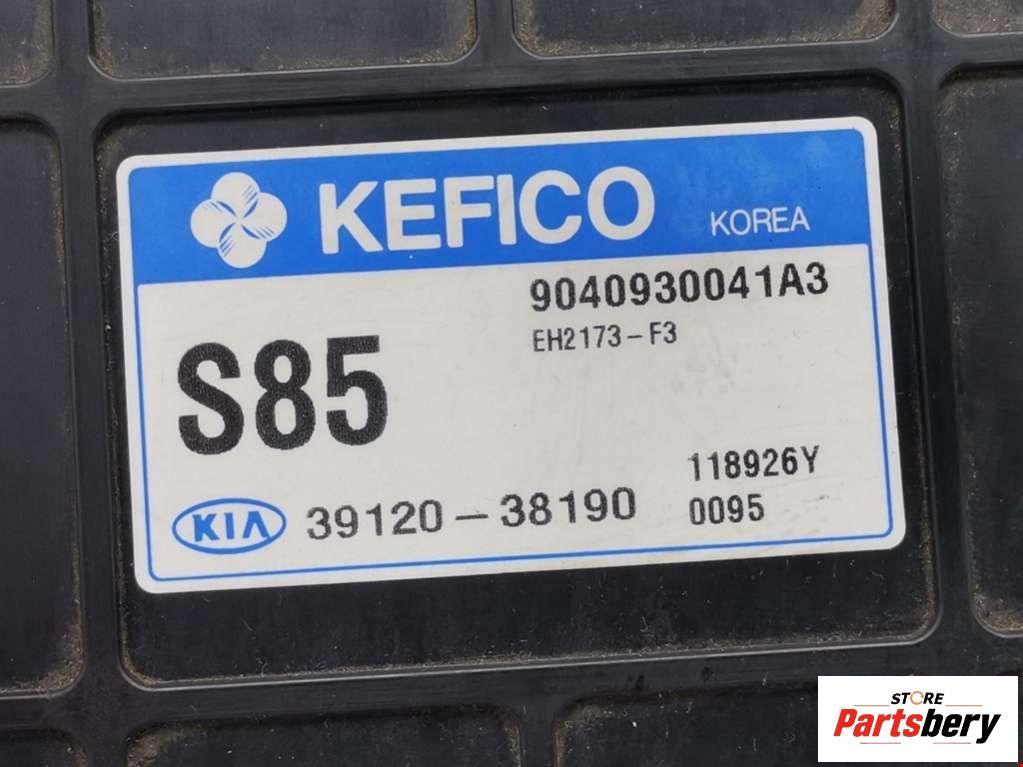 KEFICO KOREA
9040930041A3
EH2173-F3
S85
118926Y
KIA 39120-38190 0095
STORE
Partsbery